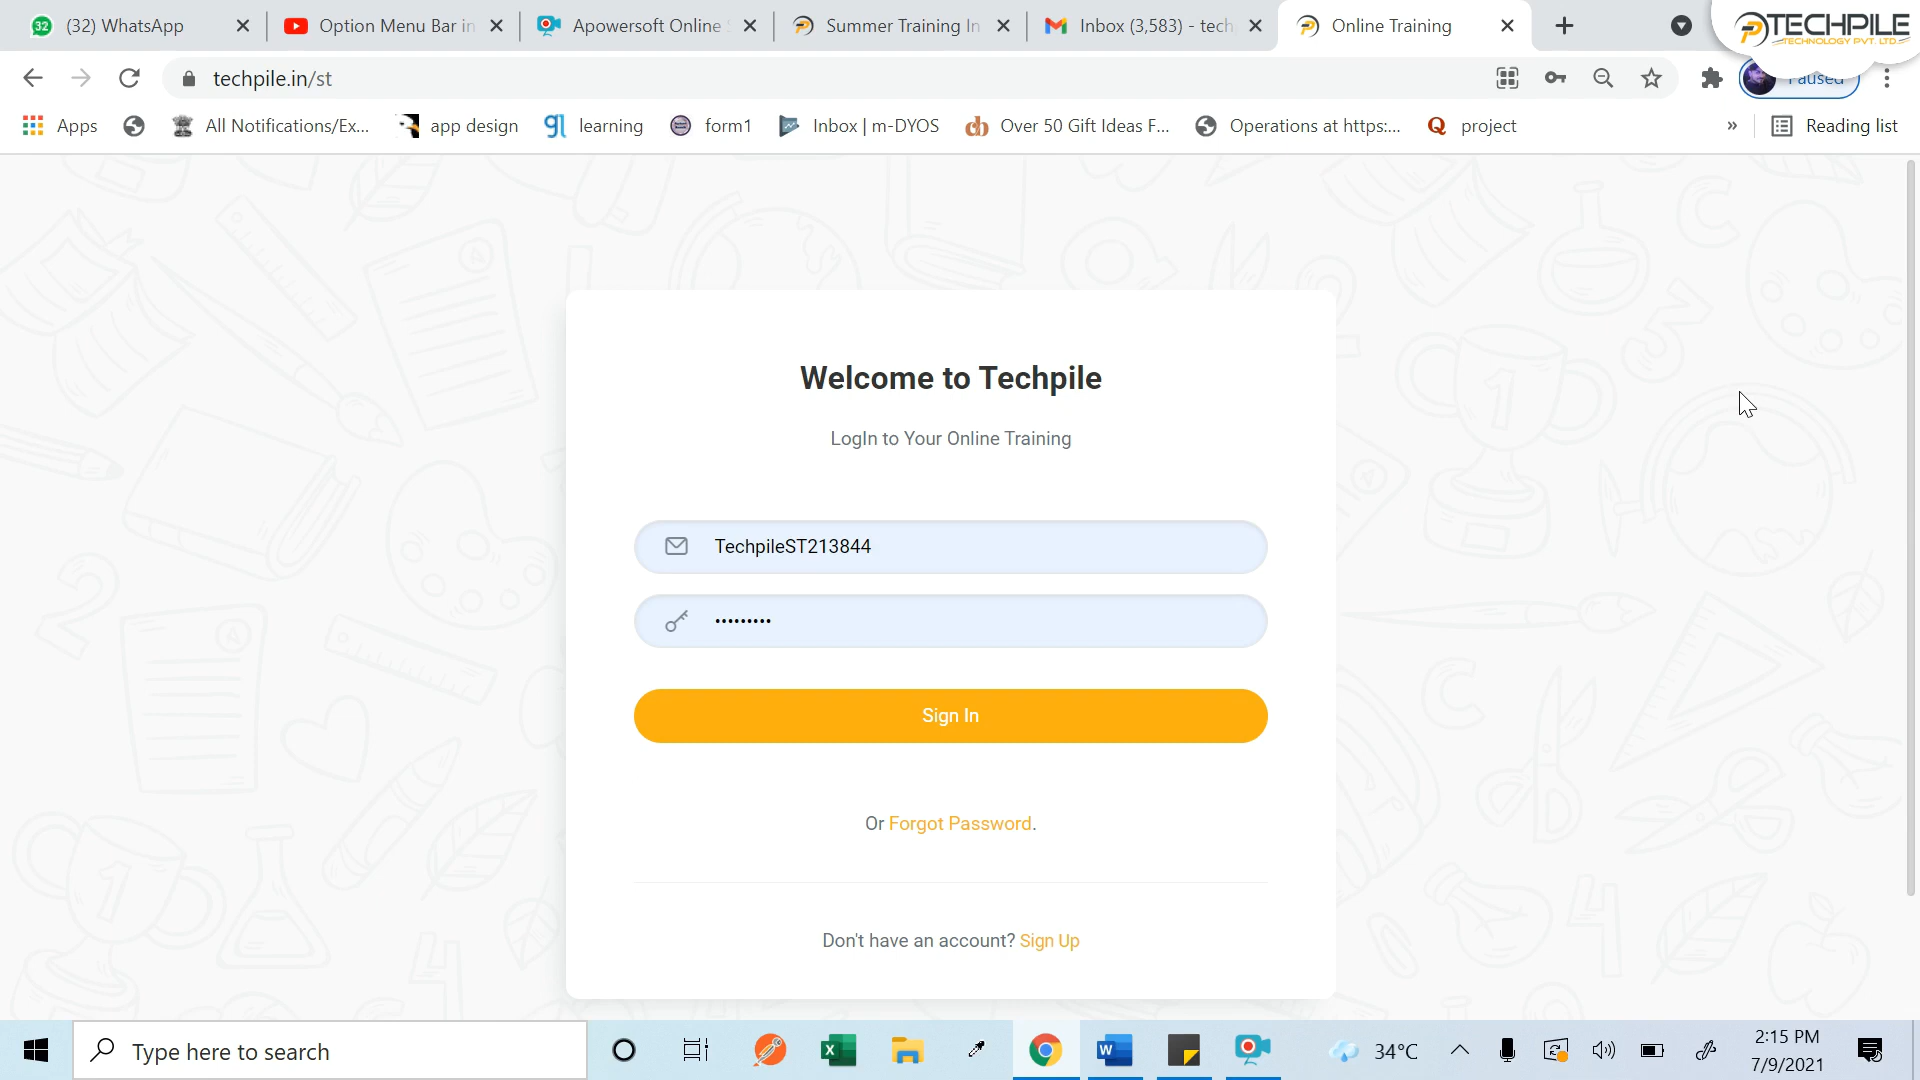 (32) WhatsApp
Option Menu Bar in
Apowersoft Online
Summer Training In
Inbox (3,583) - tech
Online Training
TECHPILE
TECHNOLOGY PVT. LTD.
techpile.in/st
Paused
Apps
All Notifications/Ex...
app design
gl learning
form1
Inbox | m-DYOS
Over 50 Gift Ideas F...
Operations at https:...
project
»
Reading list
Welcome to Techpile
LogIn to Your Online Training
TechpileST213844
•••••••••
Sign In
Or Forgot Password.
Don't have an account? Sign Up
Type here to search
34°C
2:15 PM
7/9/2021